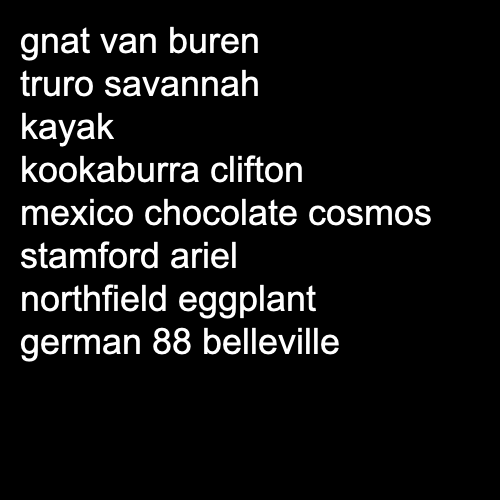 gnat van buren
truro savannah
kayak
kookaburra clifton
mexico chocolate cosmos
stamford ariel
northfield eggplant
german 88 belleville